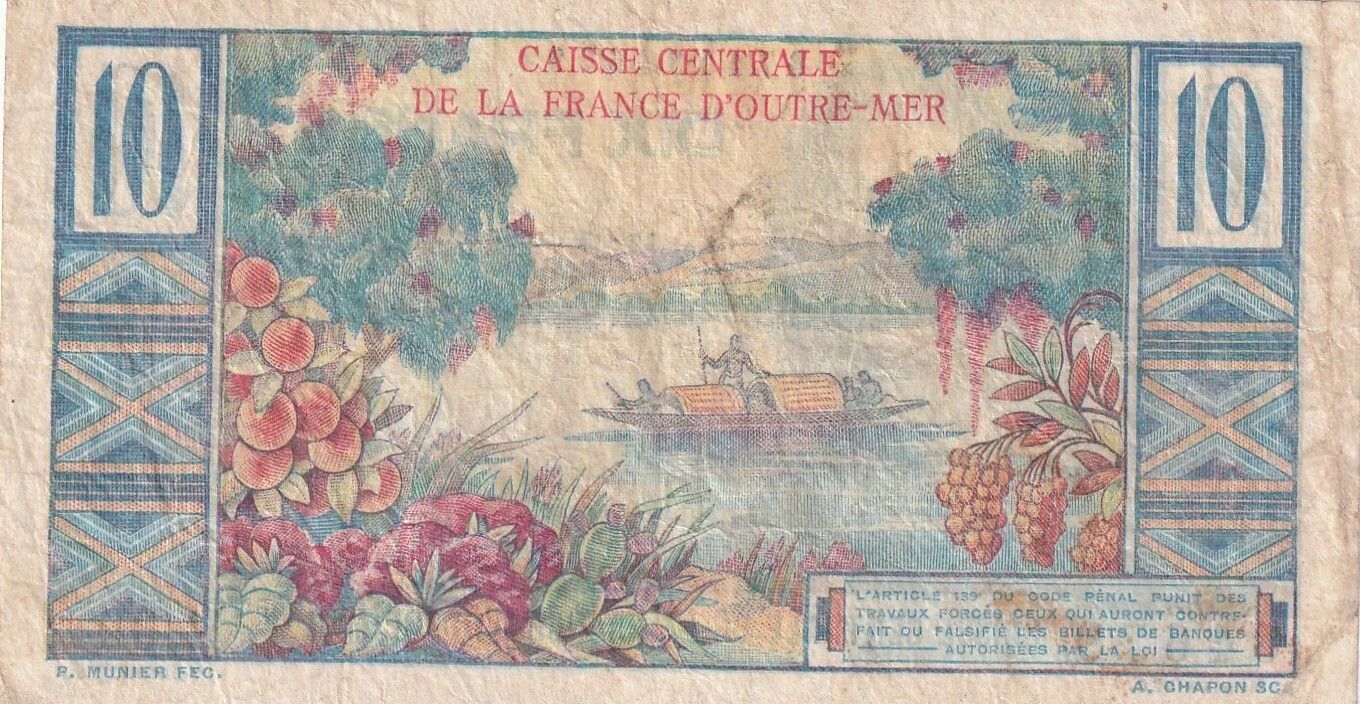 10
CAISSE CENTRALE
DE LA FRANCE D'OUTRE-MER
10
L'ARTICLE 139 DU CODE PÉNAL PUNIT DES
TRAVAUX FORCÉS CEUX QUI AURONT CONTRE-
FAIT OU FALSIFIÉ LES BILLETS DE BANQUES
AUTORISÉES PAR LA LOI
P. MUNIER FEC.
A. CHAPON SC.